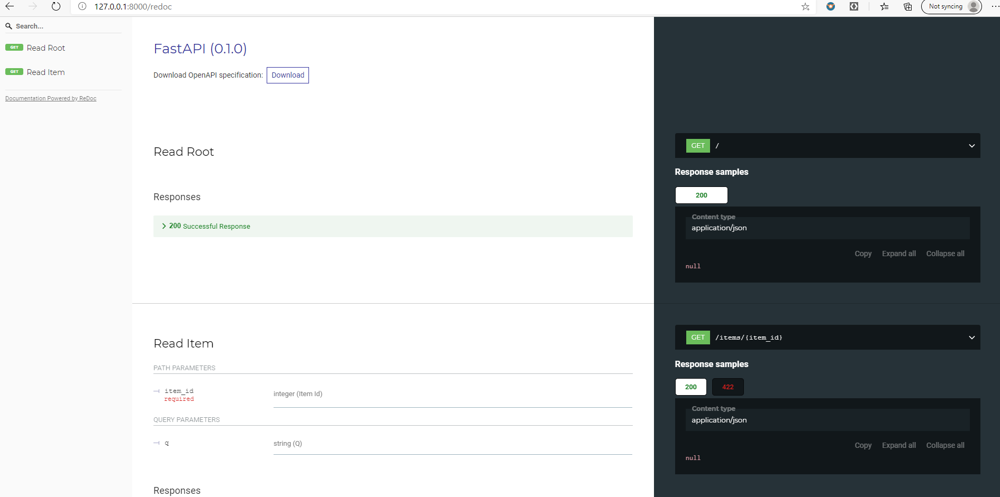 127.0.0.1:8000/redoc
Not syncing
Search...
GET Read Root
GET Read Item
Documentation Powered by ReDoc
FastAPI (0.1.0)
Download OpenAPI specification: Download
Read Root
Responses
200 Successful Response
GET /
Response samples
200
Content type
application/json
Copy Expand all Collapse all
null
Read Item
PATH PARAMETERS
item_id
required
integer (Item Id)
QUERY PARAMETERS
q
string (Q)
Responses
GET /items/{item_id}
Response samples
200 422
Content type
application/json
Copy Expand all Collapse all
null